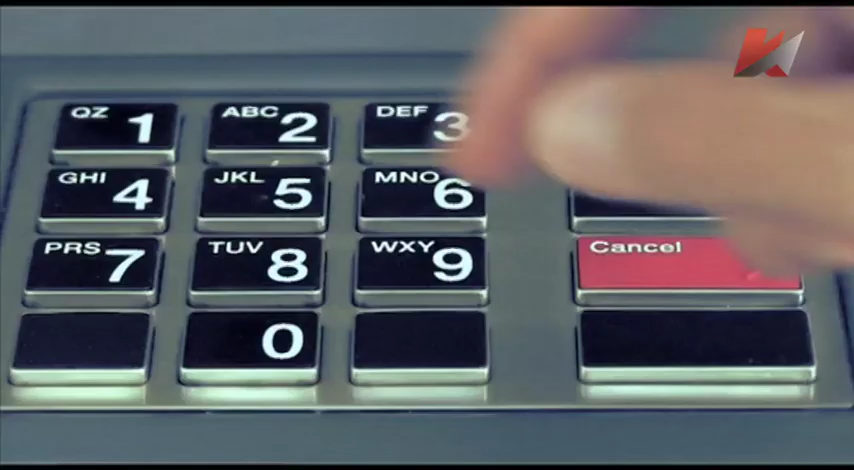 QZ 1 ABC 2 DEF 3
GHI 4 JKL 5 MNO 6
PRS 7 TUV 8 WXY 9 Cancel
0
K